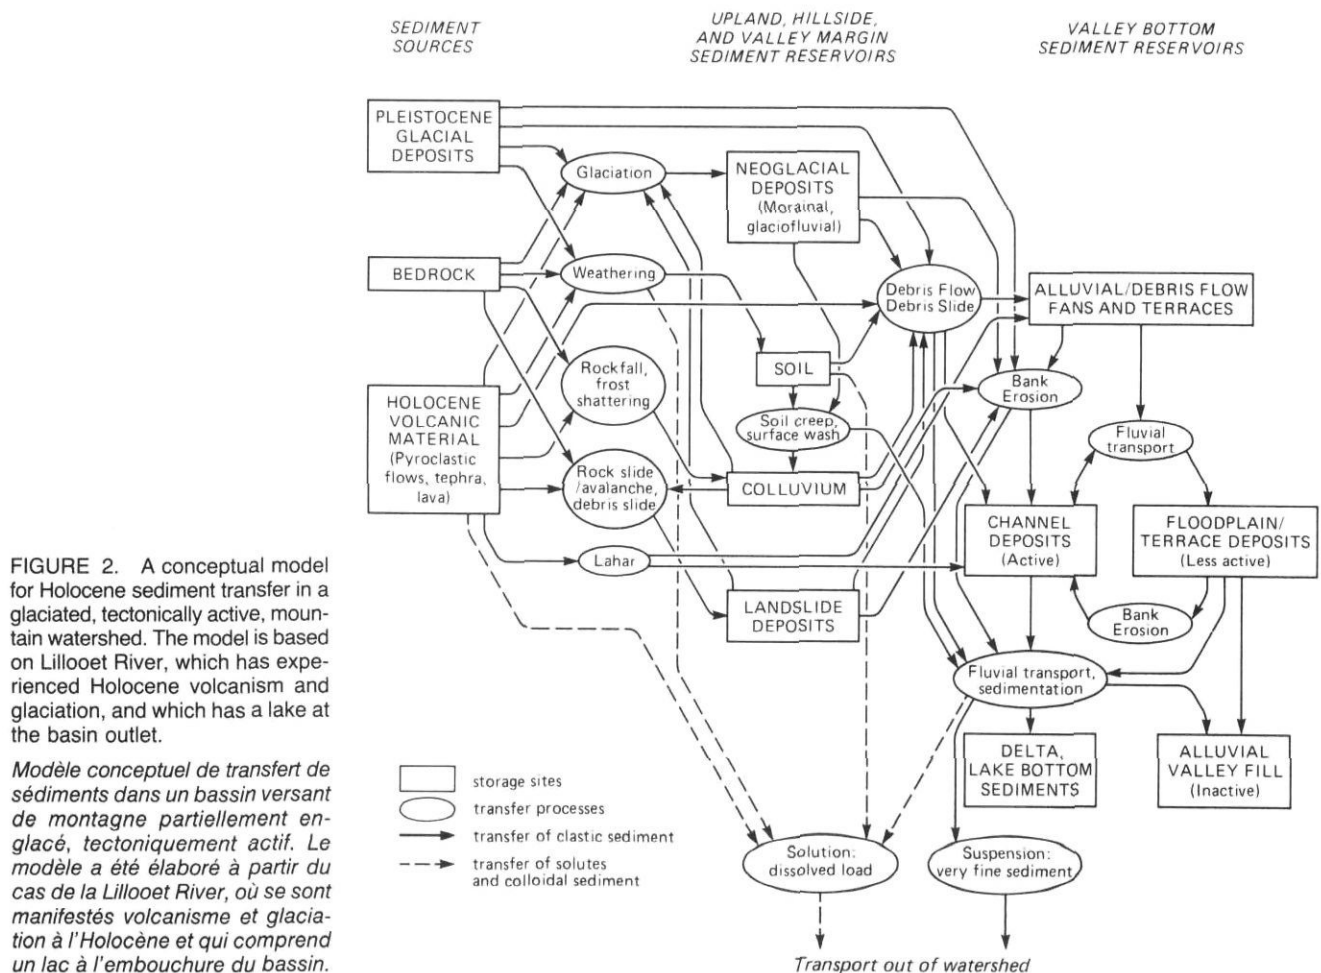 SEDIMENT
SOURCES
UPLAND, HILLSIDE,
AND VALLEY MARGIN
SEDIMENT RESERVOIRS
VALLEY BOTTOM
SEDIMENT RESERVOIRS
PLEISTOCENE
GLACIAL
DEPOSITS
Glaciation
NEOGLACIAL
DEPOSITS
(Morainal,
glaciofluvial)
BEDROCK
Weathering
Debris Flow
Debris Slide
ALLUVIAL/DEBRIS FLOW
FANS AND TERRACES
Rockfall,
frost
shattering
SOIL
Bank
Erosion
HOLOCENE
VOLCANIC
MATERIAL
(Pyroclastic
flows, tephra,
lava)
Soil creep,
surface wash
Fluvial
transport
Rock slide
/avalanche,
debris slide
COLLUVIUM
CHANNEL
DEPOSITS
(Active)
FLOODPLAIN/
TERRACE DEPOSITS
(Less active)
Lahar
LANDSLIDE
DEPOSITS
Bank
Erosion
Fluvial transport,
sedimentation
DELTA,
LAKE BOTTOM
SEDIMENTS
ALLUVIAL
VALLEY FILL
(Inactive)
storage sites
transfer processes
transfer of clastic sediment
transfer of solutes
and colloidal sediment
Solution:
dissolved load
Suspension:
very fine sediment
Transport out of watershed
FIGURE 2. A conceptual model
for Holocene sediment transfer in a
glaciated, tectonically active, moun-
tain watershed. The model is based
on Lillooet River, which has expe-
rienced Holocene volcanism and
glaciation, and which has a lake at
the basin outlet.
Modèle conceptuel de transfert de
sédiments dans un bassin versant
de montagne partiellement en-
glacé, tectoniquement actif. Le
modèle a été élaboré à partir du
cas de la Lillooet River, où se sont
manifestés volcanisme et glacia-
tion à l'Holocène et qui comprend
un lac à l'embouchure du bassin.